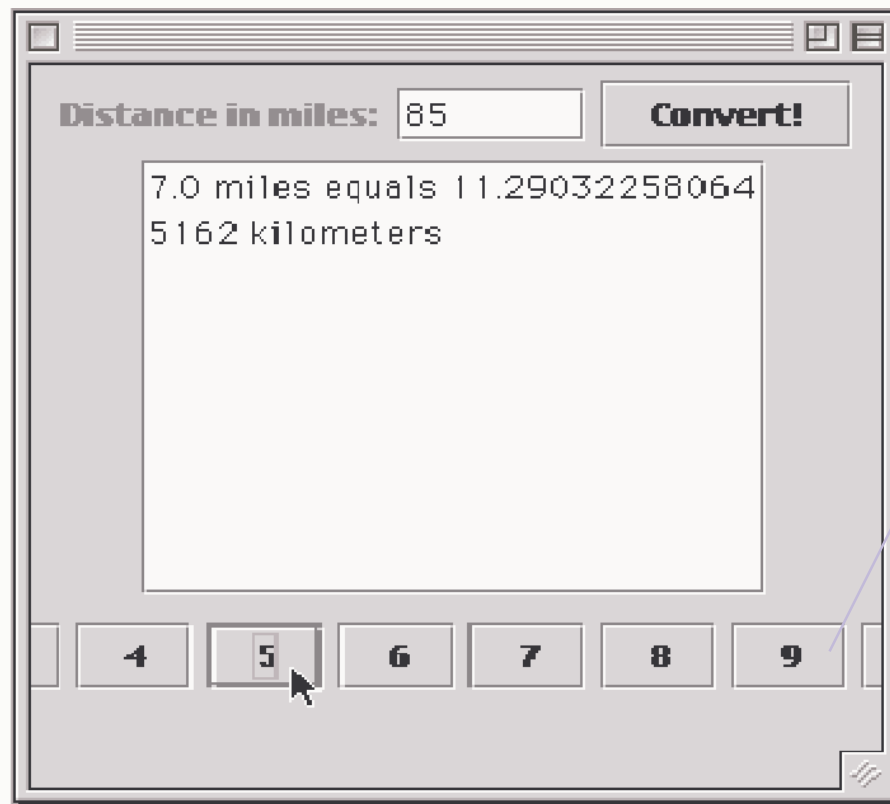 Distance in miles: 85 Convert!
7.0 miles equals 11.29032258064
5162 kilometers
4 5 6 7 8 9